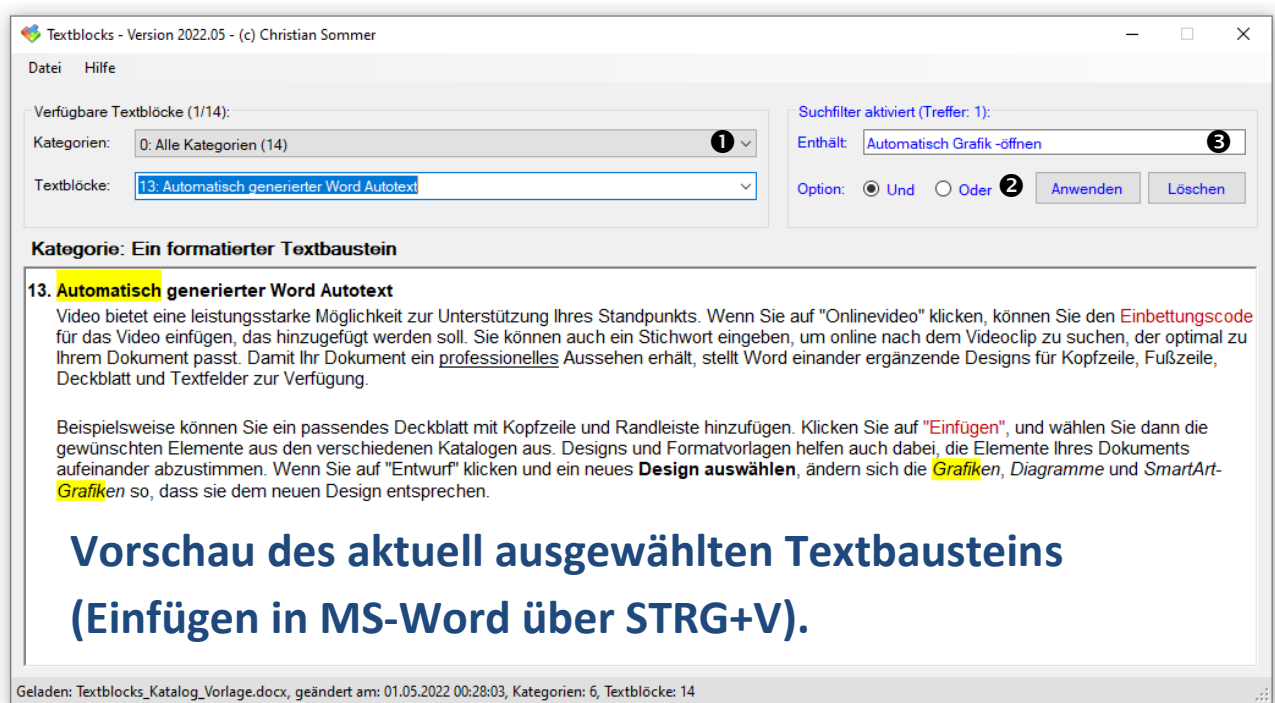 Textblocks - Version 2022.05 - (c) Christian Sommer
Datei Hilfe
Verfügbare Textblöcke (1/14):
Kategorien: 0: Alle Kategorien (14) ❶
Textblöcke: 13: Automatisch generierter Word Autotext
Suchfilter aktiviert (Treffer: 1):
Enthält: Automatisch Grafik -öffnen ❸
Option: Und Oder ❷ Anwenden Löschen
Kategorie: Ein formatierter Textbaustein
13. Automatisch generierter Word Autotext
Video bietet eine leistungsstarke Möglichkeit zur Unterstützung Ihres Standpunkts. Wenn Sie auf "Onlinevideo" klicken, können Sie den Einbettungscode
für das Video einfügen, das hinzugefügt werden soll. Sie können auch ein Stichwort eingeben, um online nach dem Videoclip zu suchen, der optimal zu
Ihrem Dokument passt. Damit Ihr Dokument ein professionelles Aussehen erhält, stellt Word einander ergänzende Designs für Kopfzeile, Fußzeile,
Deckblatt und Textfelder zur Verfügung.
Beispielsweise können Sie ein passendes Deckblatt mit Kopfzeile und Randleiste hinzufügen. Klicken Sie auf "Einfügen", und wählen Sie dann die
gewünschten Elemente aus den verschiedenen Katalogen aus. Designs und Formatvorlagen helfen auch dabei, die Elemente Ihres Dokuments
aufeinander abzustimmen. Wenn Sie auf "Entwurf" klicken und ein neues Design auswählen, ändern sich die Grafiken, Diagramme und SmartArt-
Grafiken so, dass sie dem neuen Design entsprechen.
Vorschau des aktuell ausgewählten Textbausteins
(Einfügen in MS-Word über STRG+V).
Geladen: Textblocks_Katalog_Vorlage.docx, geändert am: 01.05.2022 00:28:03, Kategorien: 6, Textblöcke: 14